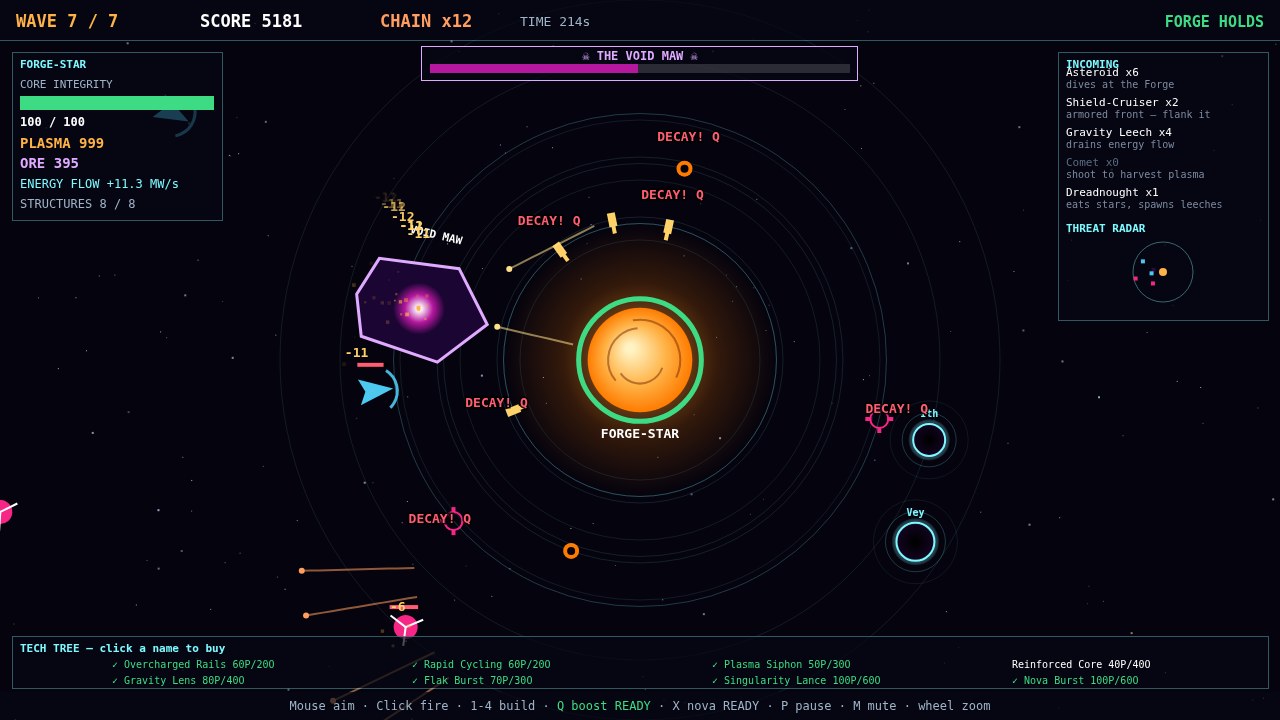 WAVE 7 / 7
SCORE 5181
CHAIN x12
TIME 214s
FORGE HOLDS
☠ THE VOID MAW ☠
FORGE-STAR
CORE INTEGRITY
100 / 100
PLASMA 999
ORE 395
ENERGY FLOW +11.3 MW/s
STRUCTURES 8 / 8
INCOMING
Asteroid x6
dives at the Forge
Shield-Cruiser x2
armored front — flank it
Gravity Leech x4
drains energy flow
Comet x0
shoot to harvest plasma
Dreadnought x1
eats stars, spawns leeches
THREAT RADAR
DECAY! Q
DECAY! Q
DECAY! Q
-12
-12
VOID MAW
-11
DECAY! Q
DECAY! Q
FORGE-STAR
Vey
DECAY! Q
-6
TECH TREE — click a name to buy
✓ Overcharged Rails 60P/20O
✓ Rapid Cycling 60P/20O
✓ Plasma Siphon 50P/30O
Reinforced Core 40P/40O
✓ Gravity Lens 80P/40O
✓ Flak Burst 70P/30O
✓ Singularity Lance 100P/60O
✓ Nova Burst 100P/60O
Mouse aim · Click fire · 1-4 build · Q boost READY · X nova READY · P pause · M mute · wheel zoom